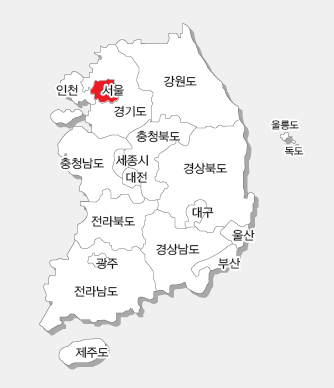 강원도
인천
서울
경기도
울릉도
충청북도
독도
충청남도
세종시
경상북도
대전
대구
전라북도
울산
경상남도
부산
광주
전라남도
제주도